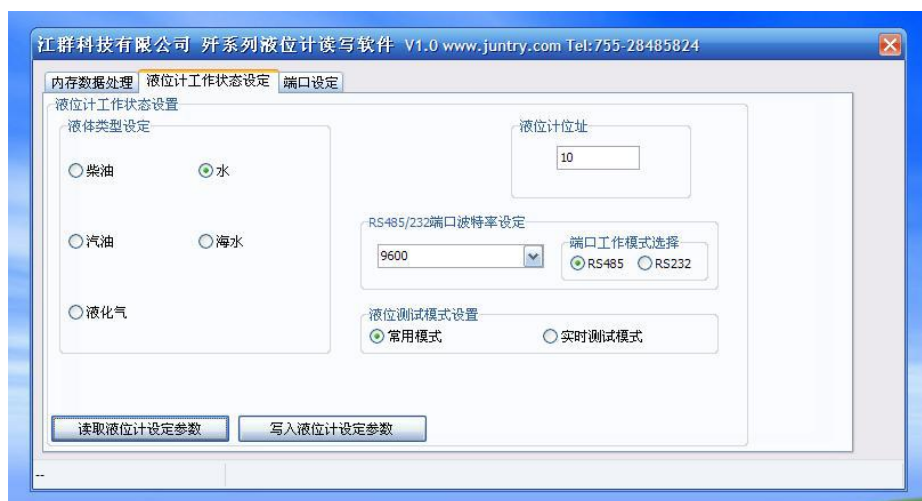 江群科技有限公司 歼系列液位计读写软件 V1.0 www.juntry.com Tel:755-28485824
内存数据处理 液位计工作状态设定 端口设定
液位计工作状态设置
液体类型设定
液位计位址
10
柴油 水
RS485/232端口波特率设定
端口工作模式选择
汽油 海水
9600
RS485 RS232
液化气
液位测试模式设置
常用模式 实时测试模式
读取液位计设定参数 写入液位计设定参数
--